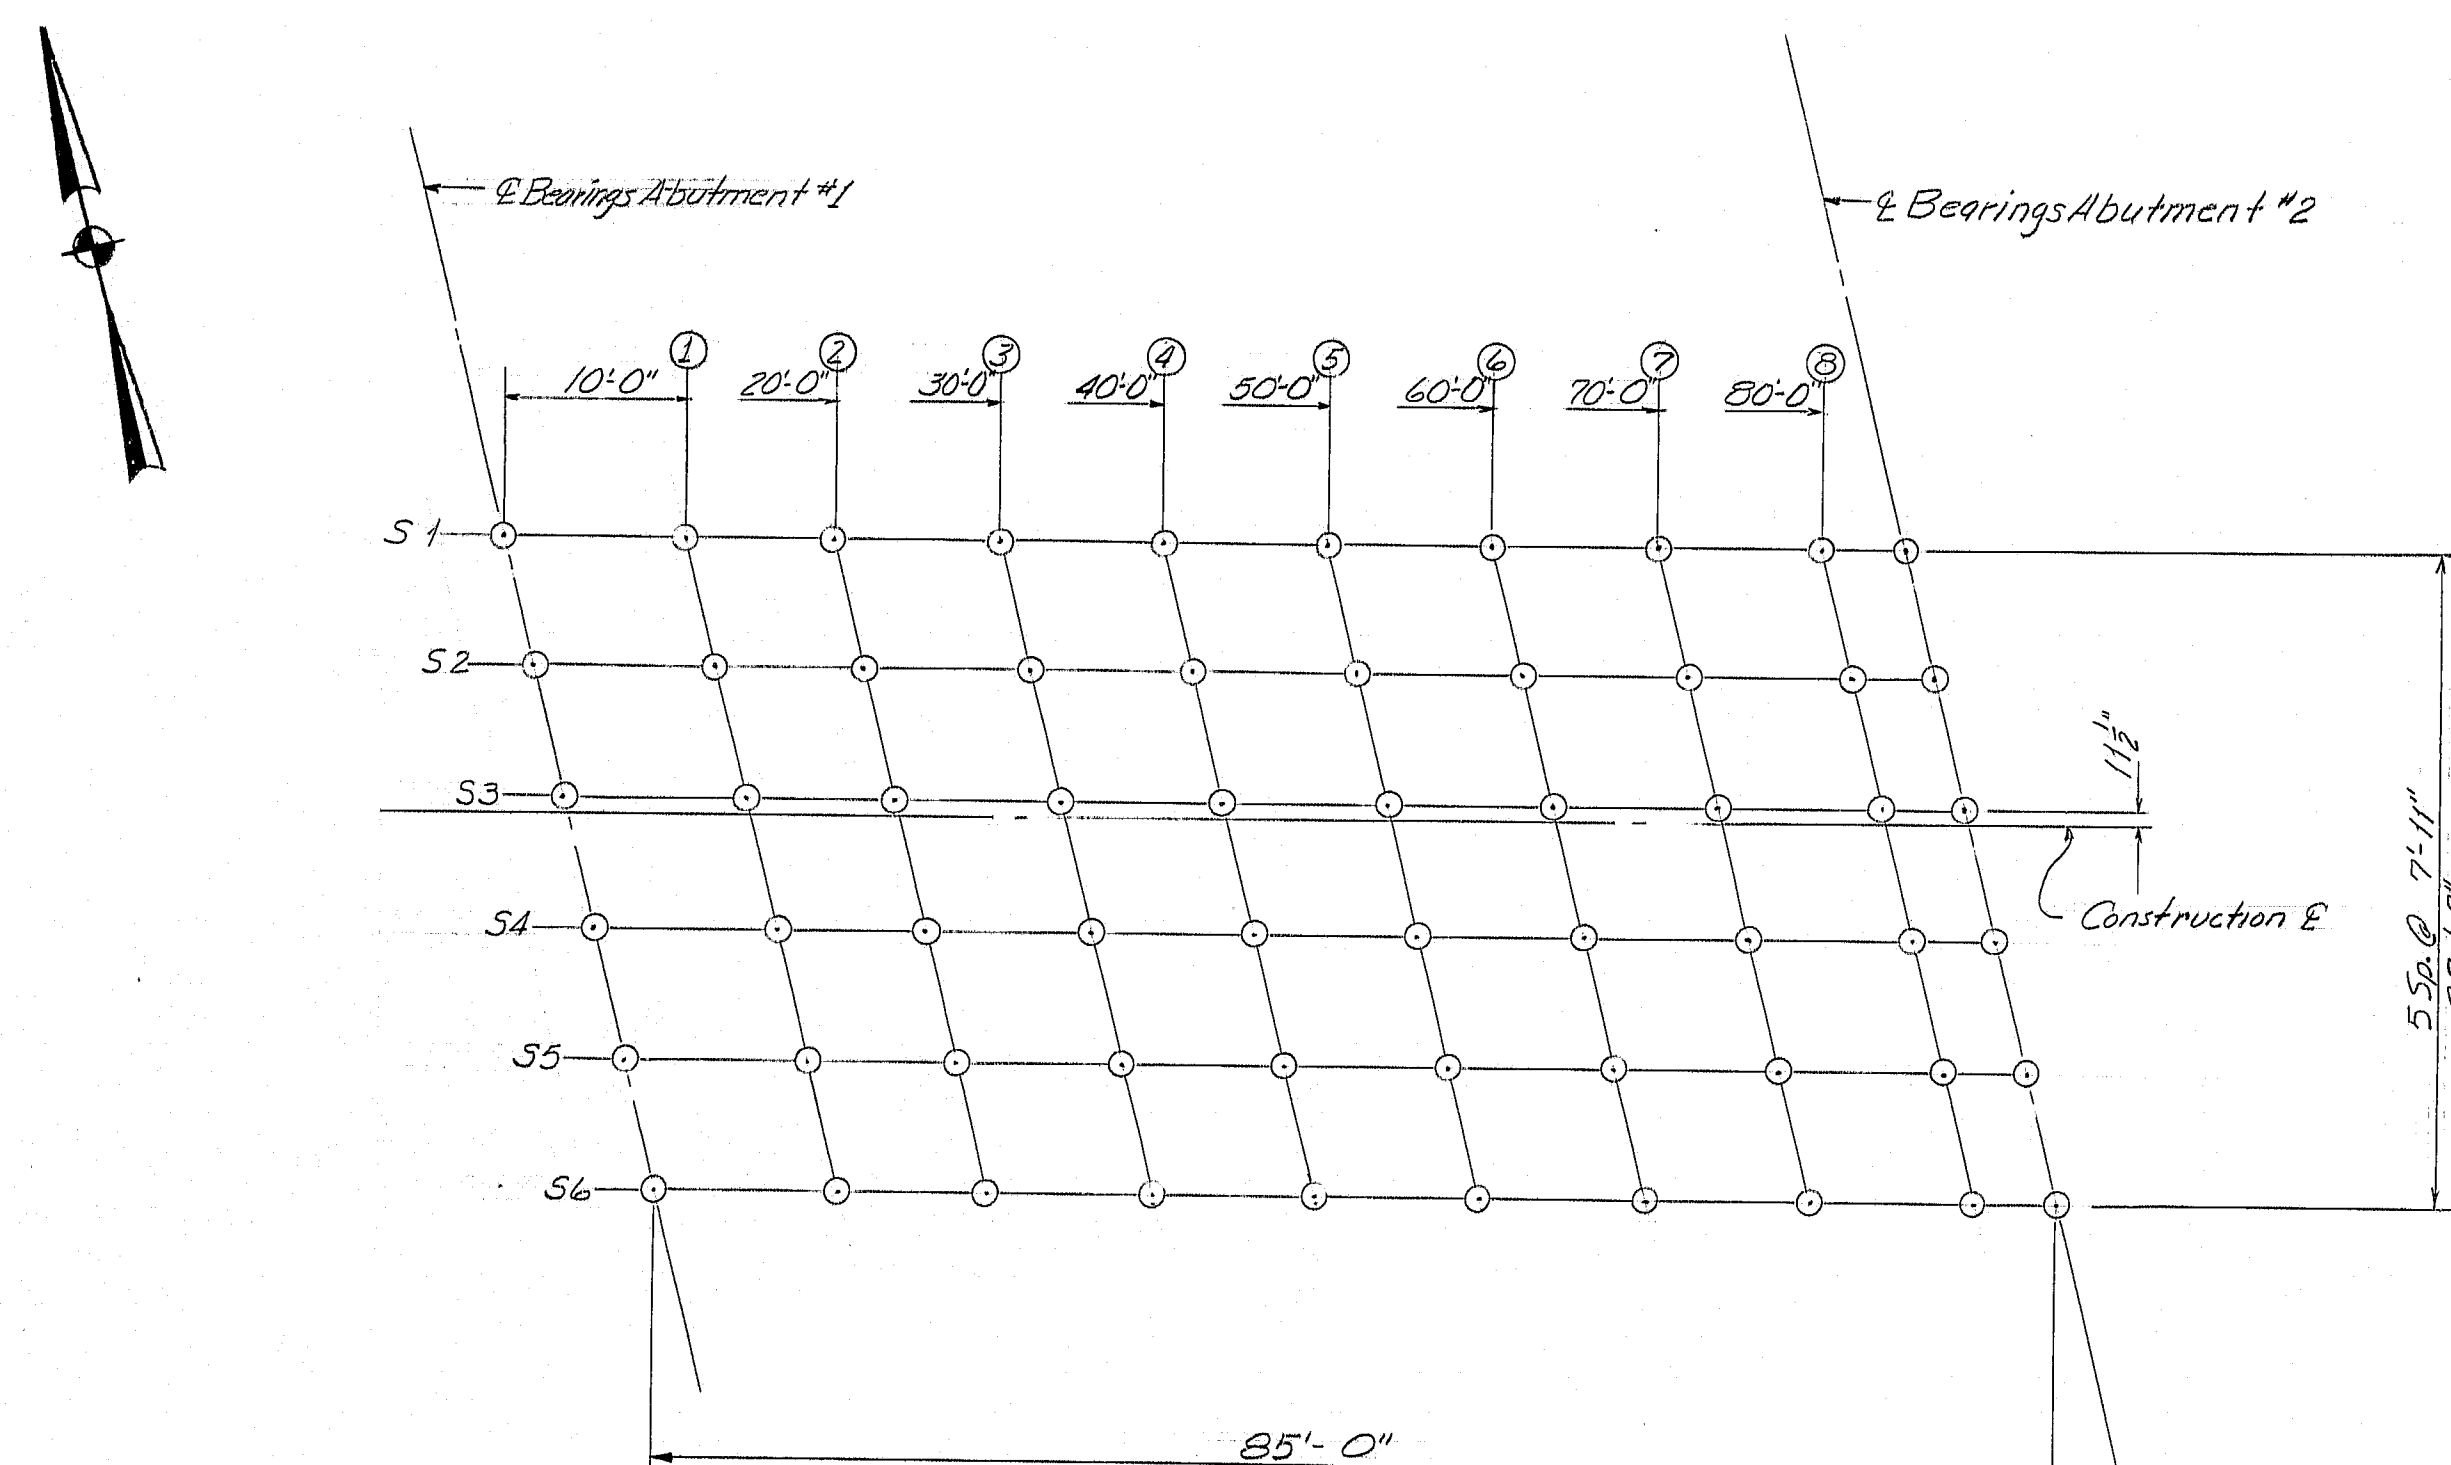 ℄ Bearings Abutment #1
℄ Bearings Abutment #2
1 2 3 4 5 6 7 8
10'-0" 20'-0" 30'-0" 40'-0" 50'-0" 60'-0" 70'-0" 80'-0"
S1
S2
S3
11 1/2"
S4
Construction ℄
5 Sp. @ 7'-11"
S5
S6
85'-0"